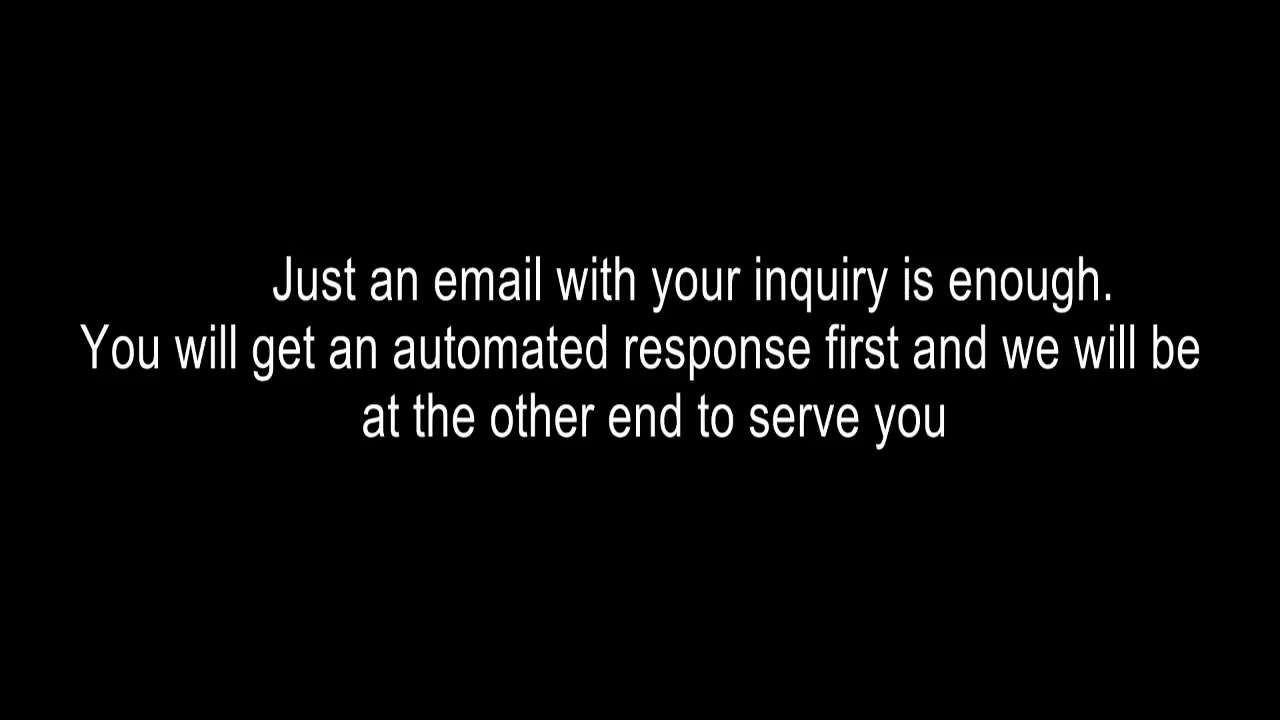 Just an email with your inquiry is enough.
You will get an automated response first and we will be
at the other end to serve you